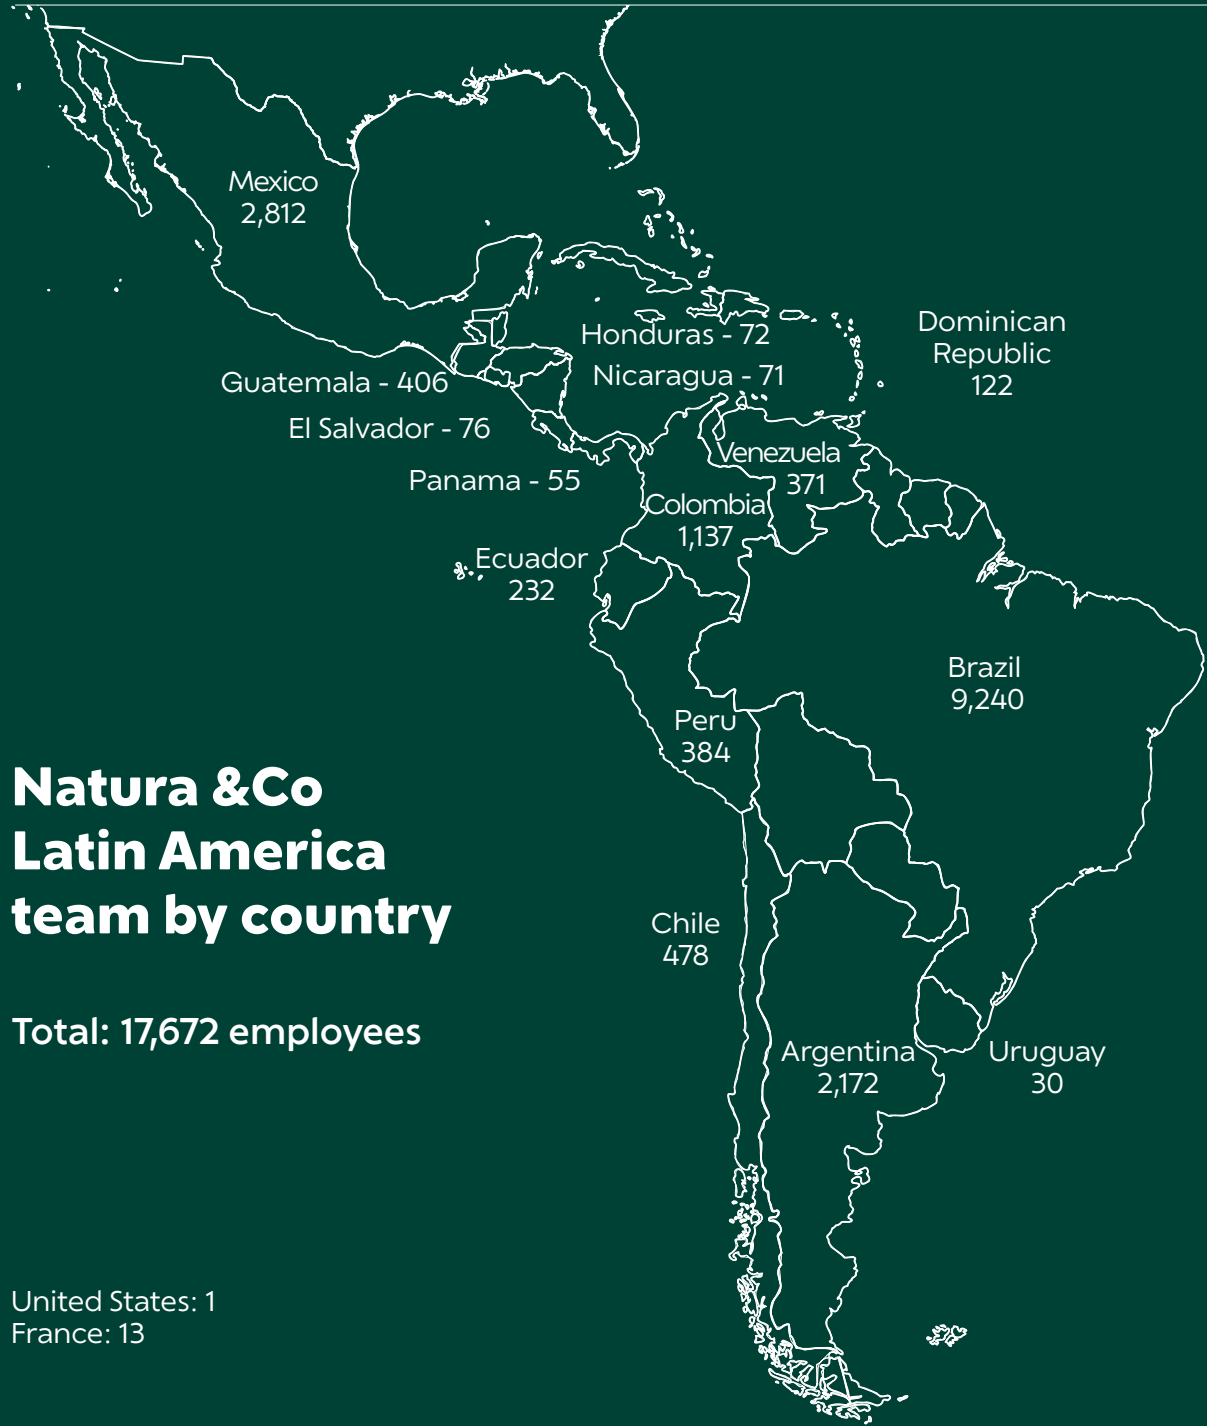 Mexico
2,812
Honduras - 72
Nicaragua - 71
Dominican
Republic
122
Guatemala - 406
El Salvador - 76
Panama - 55
Venezuela
371
Colombia
1,137
Ecuador
232
Brazil
9,240
Peru
384
Natura &Co
Latin America
team by country
Total: 17,672 employees
Chile
478
Argentina
2,172
Uruguay
30
United States: 1
France: 13